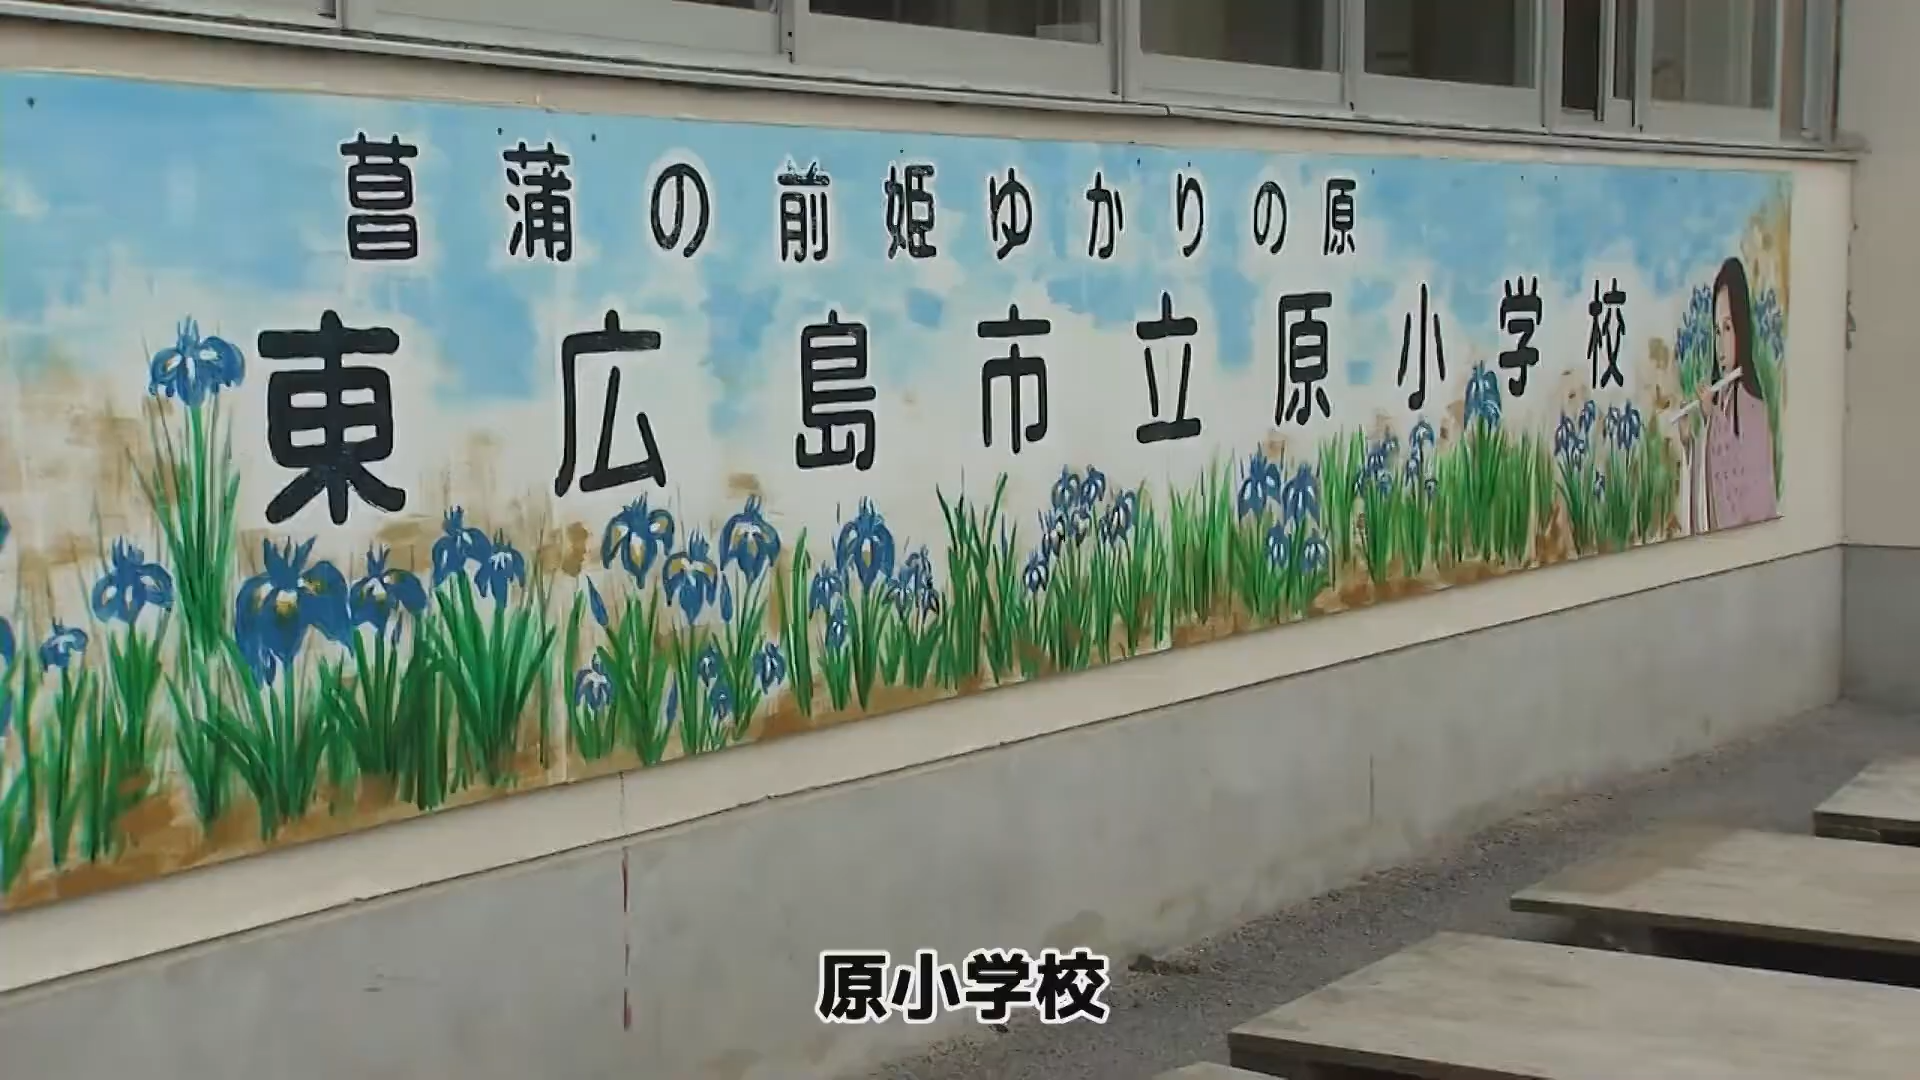 菖蒲の前姫ゆかりの原
東広島市立原小学校
原小学校